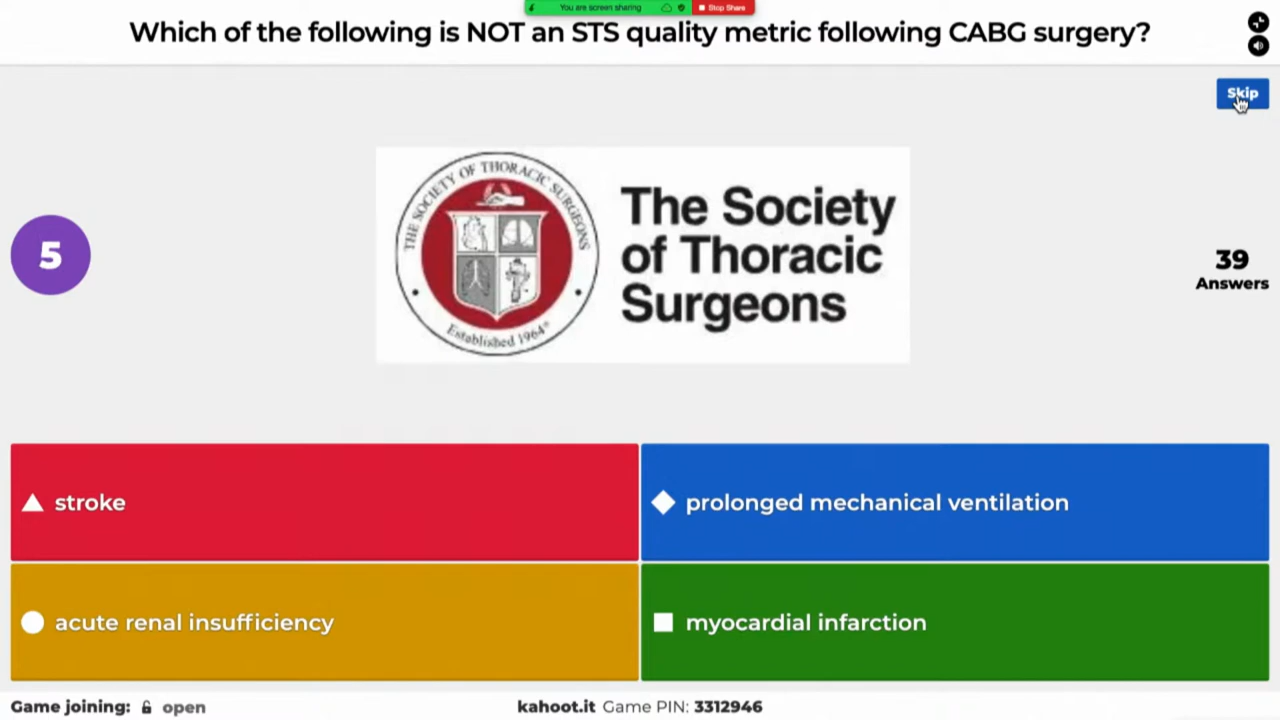 You are screen sharing
Stop Share
Which of the following is NOT an STS quality metric following CABG surgery?
Skip
THE SOCIETY OF THORACIC SURGEONS
Established 1964
The Society
of Thoracic
Surgeons
5
39
Answers
stroke
prolonged mechanical ventilation
acute renal insufficiency
myocardial infarction
Game joining: open
kahoot.it Game PIN: 3312946